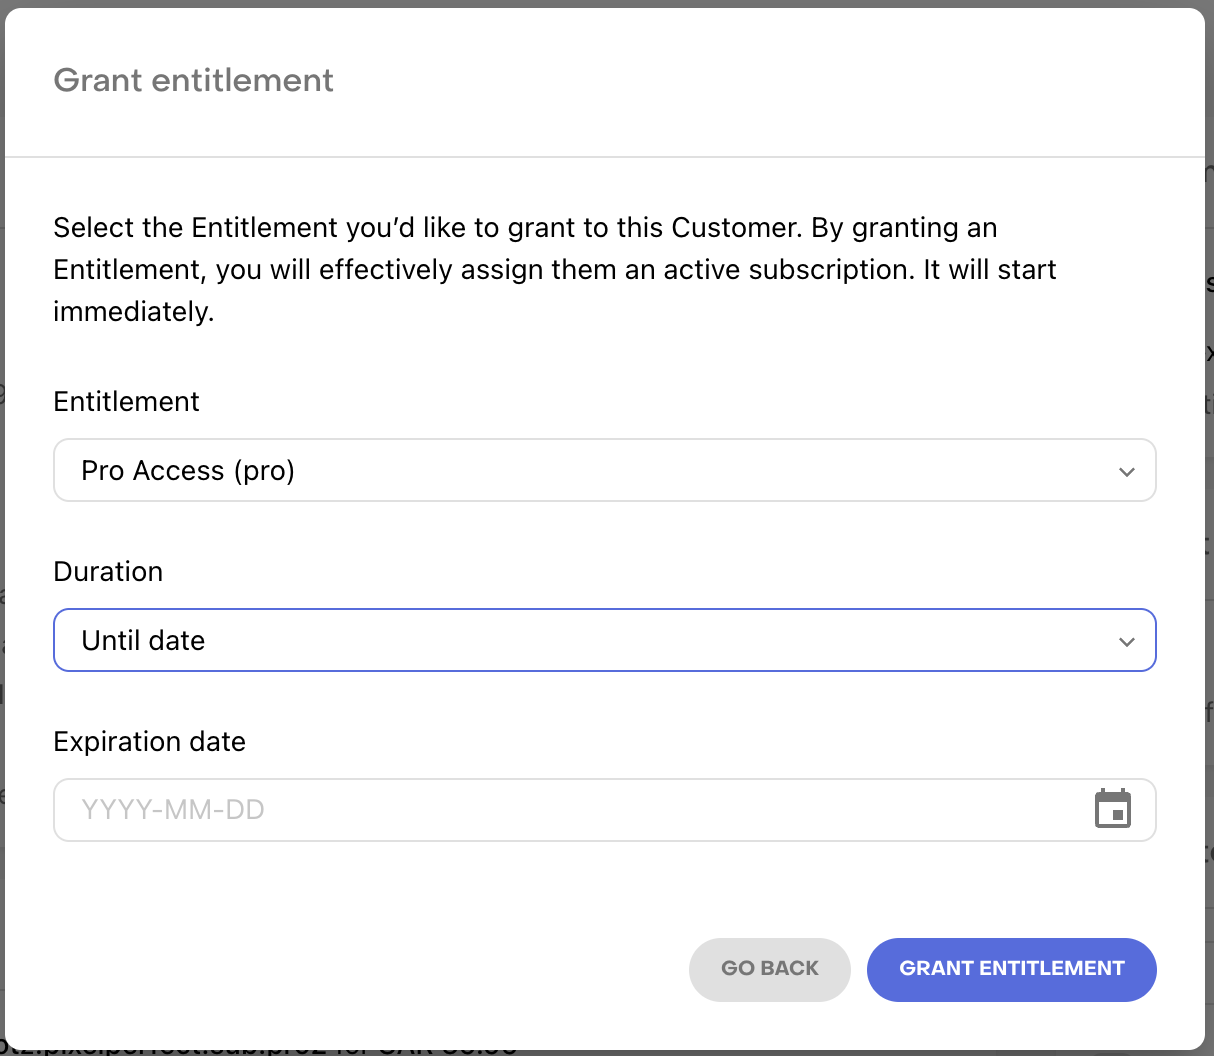 Grant entitlement
Select the Entitlement you’d like to grant to this Customer. By granting an
Entitlement, you will effectively assign them an active subscription. It will start
immediately.
Entitlement
Pro Access (pro)
Duration
Until date
Expiration date
YYYY-MM-DD
GO BACK
GRANT ENTITLEMENT